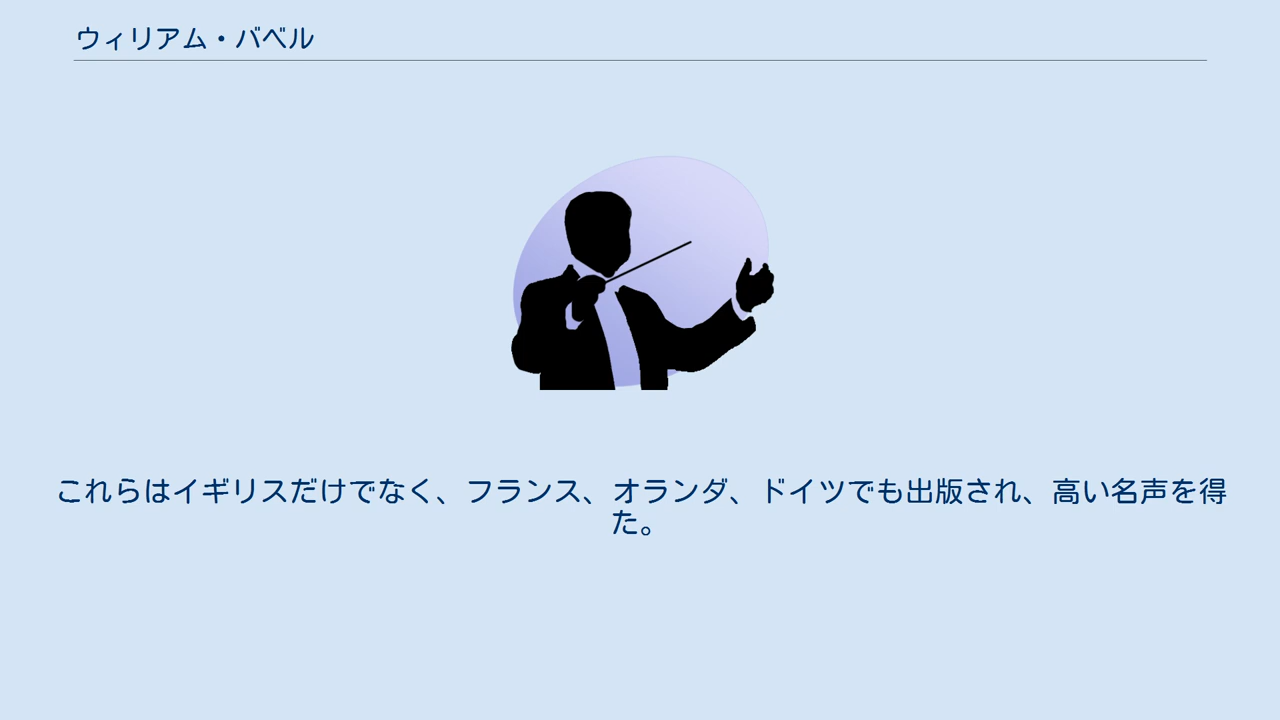 ウィリアム・バベル
これらはイギリスだけでなく、フランス、オランダ、ドイツでも出版され、高い名声を得
た。